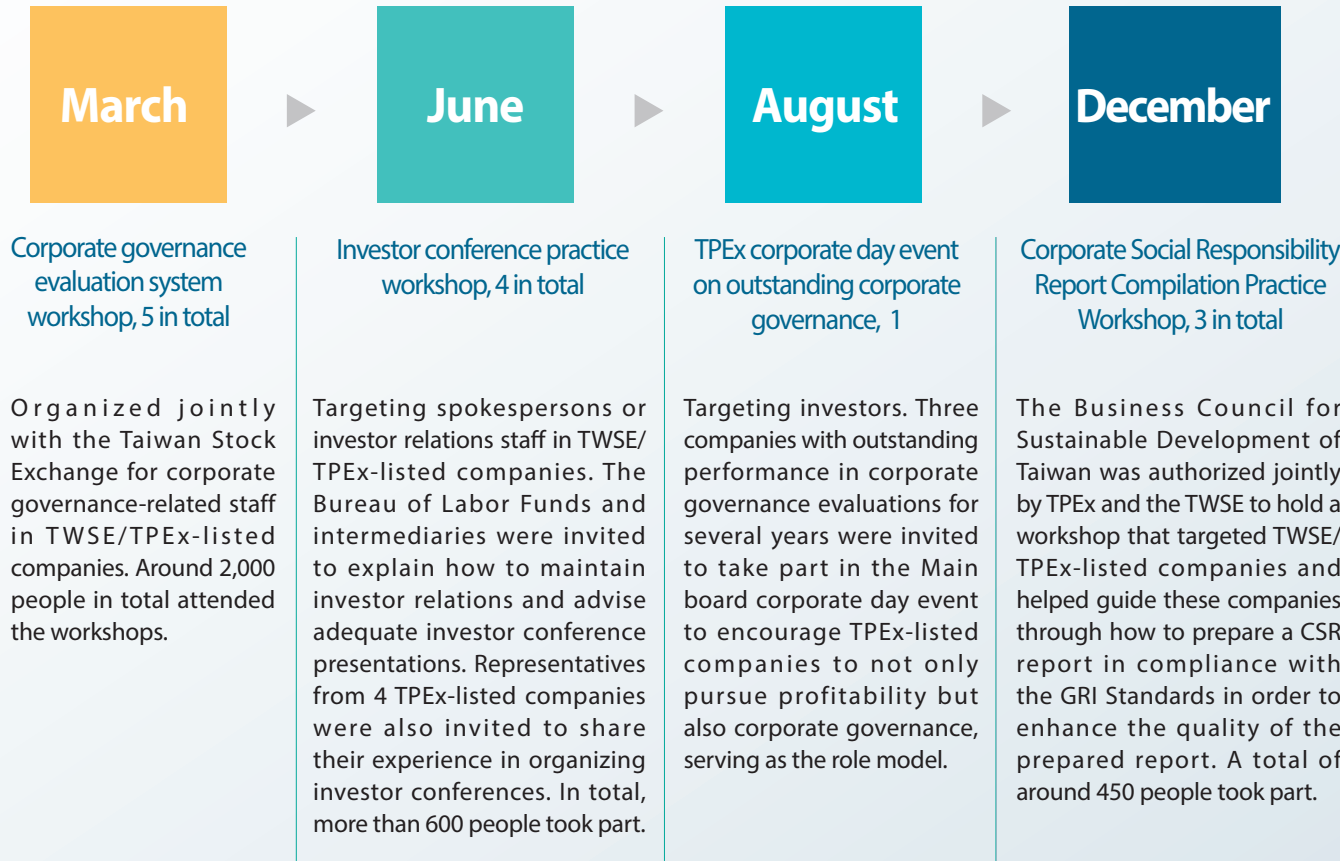 March
Corporate governance
evaluation system
workshop, 5 in total
Organized jointly
with the Taiwan Stock
Exchange for corporate
governance-related staff
in TWSE/TPEx-listed
companies. Around 2,000
people in total attended
the workshops.
June
Investor conference practice
workshop, 4 in total
Targeting spokespersons or
investor relations staff in TWSE/
TPEx-listed companies. The
Bureau of Labor Funds and
intermediaries were invited
to explain how to maintain
investor relations and advise
adequate investor conference
presentations. Representatives
from 4 TPEx-listed companies
were also invited to share
their experience in organizing
investor conferences. In total,
more than 600 people took part.
August
TPEx corporate day event
on outstanding corporate
governance, 1
Targeting investors. Three
companies with outstanding
performance in corporate
governance evaluations for
several years were invited
to take part in the Main
board corporate day event
to encourage TPEx-listed
companies to not only
pursue profitability but
also corporate governance,
serving as the role model.
December
Corporate Social Responsibility
Report Compilation Practice
Workshop, 3 in total
The Business Council for
Sustainable Development of
Taiwan was authorized jointly
by TPEx and the TWSE to hold a
workshop that targeted TWSE/
TPEx-listed companies and
helped guide these companies
through how to prepare a CSR
report in compliance with
the GRI Standards in order to
enhance the quality of the
prepared report. A total of
around 450 people took part.